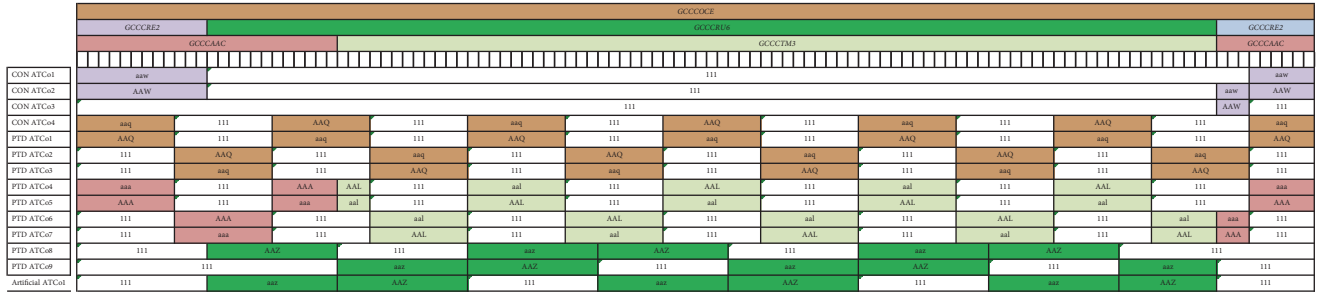 GCCCOCE
GCCCRE2 GCCCRU6 GCCCRE2
GCCCAAC GCCCTM3 GCCCAAC
CON ATCo1 aaw 111 aaw
CON ATCo2 AAW 111 aaw AAW
CON ATCo3 111 AAW 111
CON ATCo4 aaq 111 AAQ 111 aaq 111 AAQ 111 aaq 111 AAQ 111 aaq
PTD ATCo1 AAQ 111 aaq 111 AAQ 111 aaq 111 AAQ 111 aaq 111 AAQ
PTD ATCo2 111 AAQ 111 aaq 111 AAQ 111 aaq 111 AAQ 111 aaq 111
PTD ATCo3 111 aaq 111 AAQ 111 aaq 111 AAQ 111 aaq 111 AAQ 111
PTD ATCo4 aaa 111 AAA AAL 111 aal 111 AAL 111 aal 111 AAL 111 aaa
PTD ATCo5 AAA 111 aaa aal 111 AAL 111 aal 111 AAL 111 aal 111 AAA
PTD ATCo6 111 AAA 111 aal 111 AAL 111 aal 111 AAL 111 aal aaa 111
PTD ATCo7 111 aaa 111 AAL 111 aal 111 AAL 111 aal 111 AAL AAA 111
PTD ATCo8 111 AAZ 111 aaz AAZ 111 aaz AAZ 111
PTD ATCo9 111 aaz AAZ 111 aaz AAZ 111 aaz 111
Artificial ATCo1 111 aaz AAZ 111 aaz AAZ 111 aaz AAZ 111